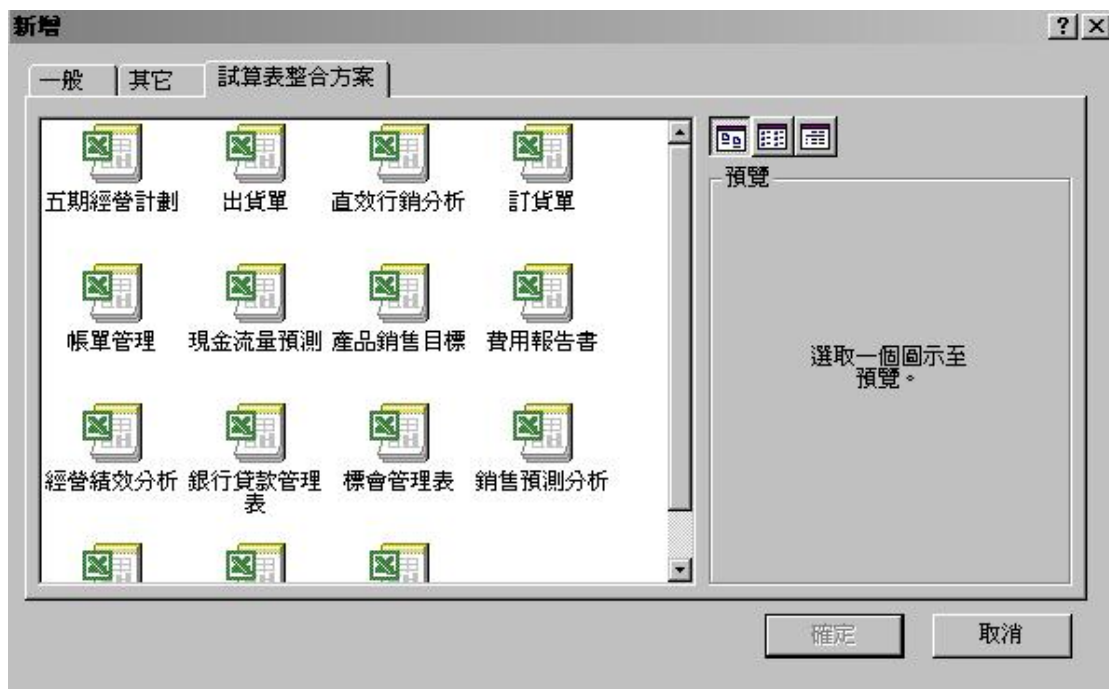 新增
一般 其它 試算表整合方案
五期經營計劃 出貨單 直效行銷分析 訂貨單
帳單管理 現金流量預測 產品銷售目標 費用報告書
經營績效分析 銀行貸款管理表 標會管理表 銷售預測分析
預覽
選取一個圖示至
預覽。
確定 取消